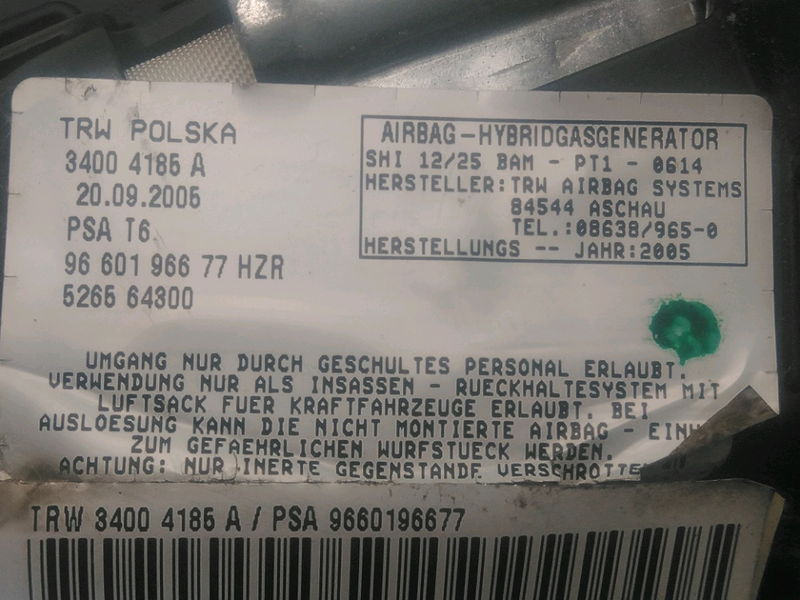 TRW POLSKA
3400 4185 A
20.09.2005
PSA T6
96 601 966 77 HZR
5265 64300
AIRBAG-HYBRIDGASGENERATOR
SHI 12/25 BAM - PT1 - 0614
HERSTELLER:TRW AIRBAG SYSTEMS
84544 ASCHAU
TEL.:08638/965-0
HERSTELLUNGS -- JAHR:2005
UMGANG NUR DURCH GESCHULTES PERSONAL ERLAUBT.
VERWENDUNG NUR ALS INSASSEN - RUECKHALTESYSTEM MIT
LUFTSACK FUER KRAFTFAHRZEUGE ERLAUBT. BEI
AUSLOESUNG KANN DIE NICHT MONTIERTE AIRBAG - EINH
ZUM GEFAEHRLICHEN WURFSTUECK WERDEN.
ACHTUNG: NUR INERTE GEGENSTANDE VERSCHROTTE
TRW 3400 4185 A / PSA 9660196677